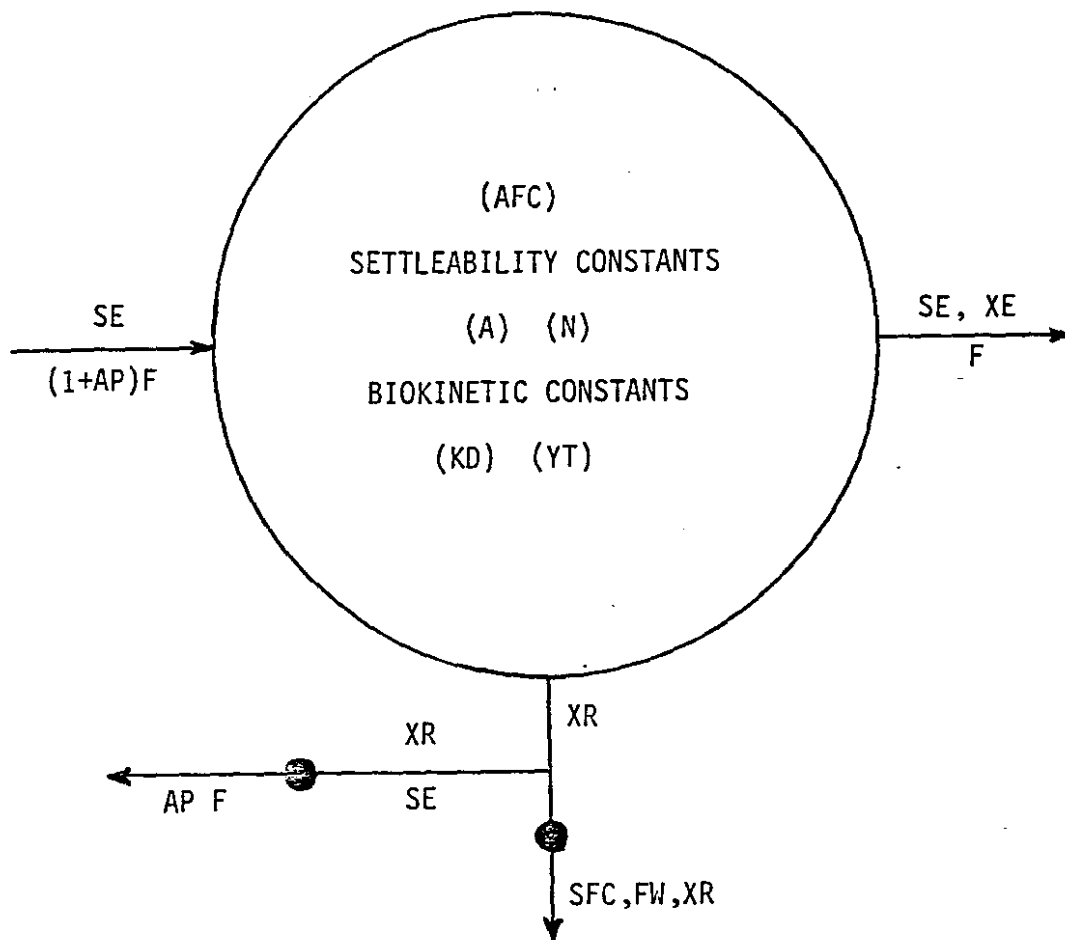 (AFC)
SETTLEABILITY CONSTANTS
(A) (N)
BIOKINETIC CONSTANTS
(KD) (YT)
SE
(1+AP)F
SE, XE
F
XR
XR
SE
AP F
SFC,FW,XR